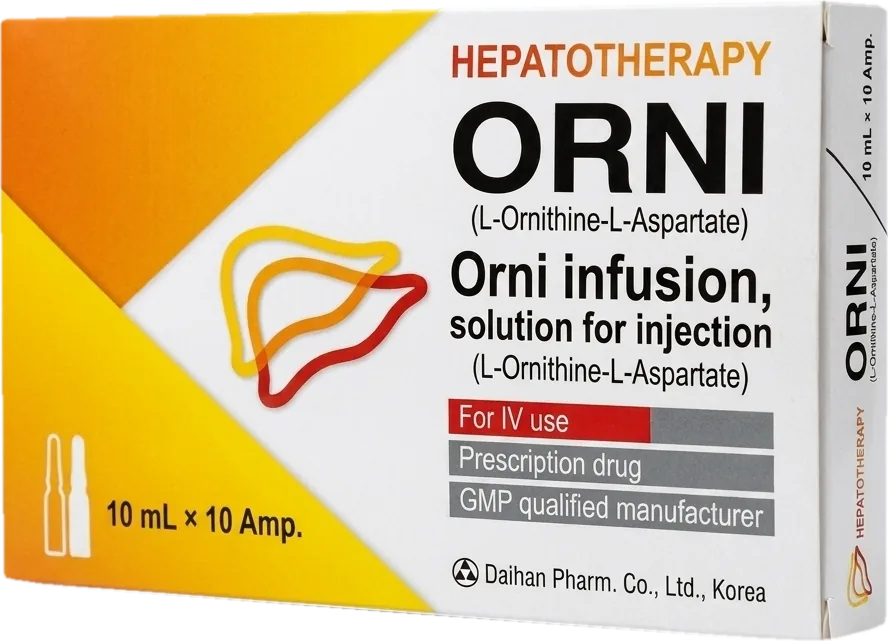 HEPATOTHERAPY
ORNI
(L-Ornithine-L-Aspartate)
Orni infusion,
solution for injection
(L-Ornithine-L-Aspartate)
For IV use
Prescription drug
GMP qualified manufacturer
Daihan Pharm. Co., Ltd., Korea
10 mL × 10 Amp.
10 mL × 10 Amp.
ORNI
(L-Ornithine-L-Aspartate)
HEPATOTHERAPY